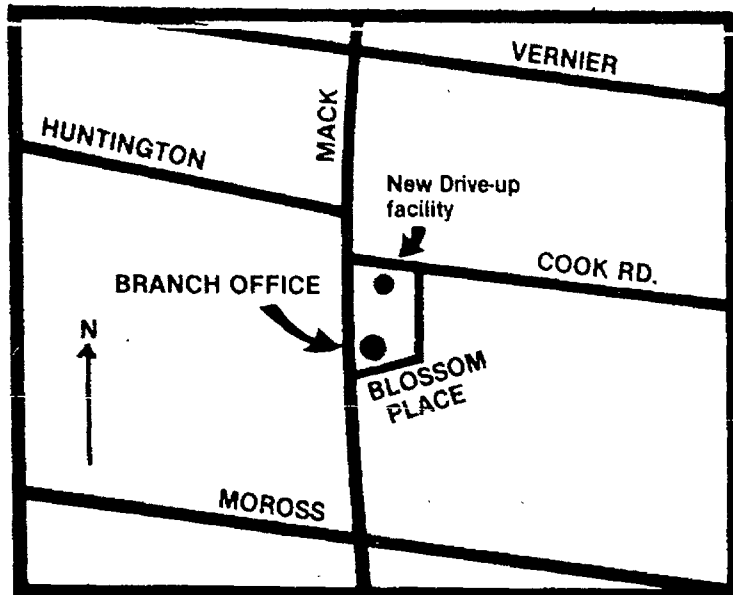 VERNIER
MACK
HUNTINGTON
New Drive-up
facility
COOK RD.
BRANCH OFFICE
N
BLOSSOM
PLACE
MOROSS